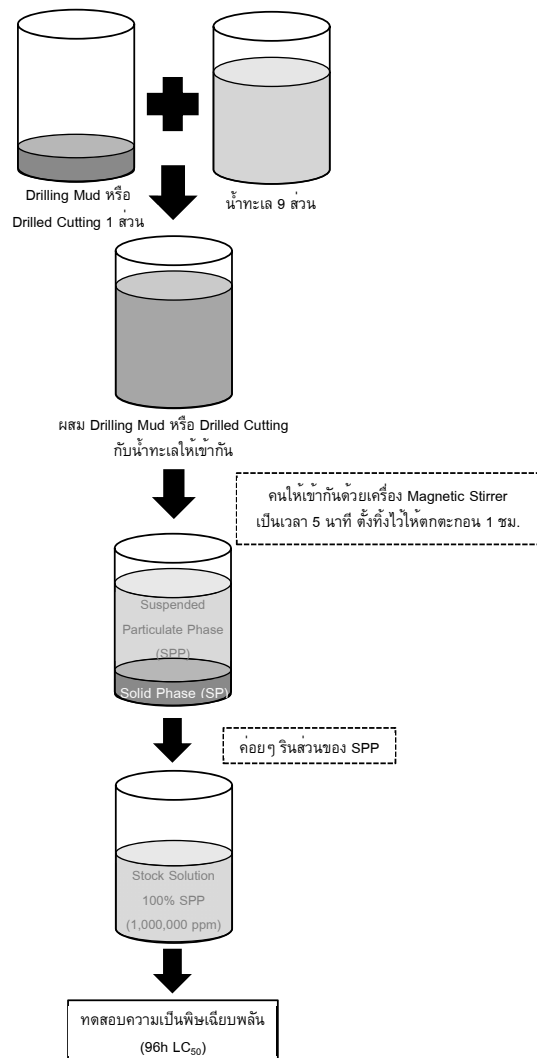 Drilling Mud หรือ
Drilled Cutting 1 ส่วน
น้ำทะเล 9 ส่วน
ผสม Drilling Mud หรือ Drilled Cutting
กับน้ำทะเลให้เข้ากัน
คนให้เข้ากันด้วยเครื่อง Magnetic Stirrer
เป็นเวลา 5 นาที ตั้งทิ้งไว้ให้ตกตะกอน 1 ชม.
Suspended
Particulate Phase
(SPP)
Solid Phase (SP)
ค่อยๆ รินส่วนของ SPP
Stock Solution
100% SPP
(1,000,000 ppm)
ทดสอบความเป็นพิษเฉียบพลัน
(96h LC₅₀)